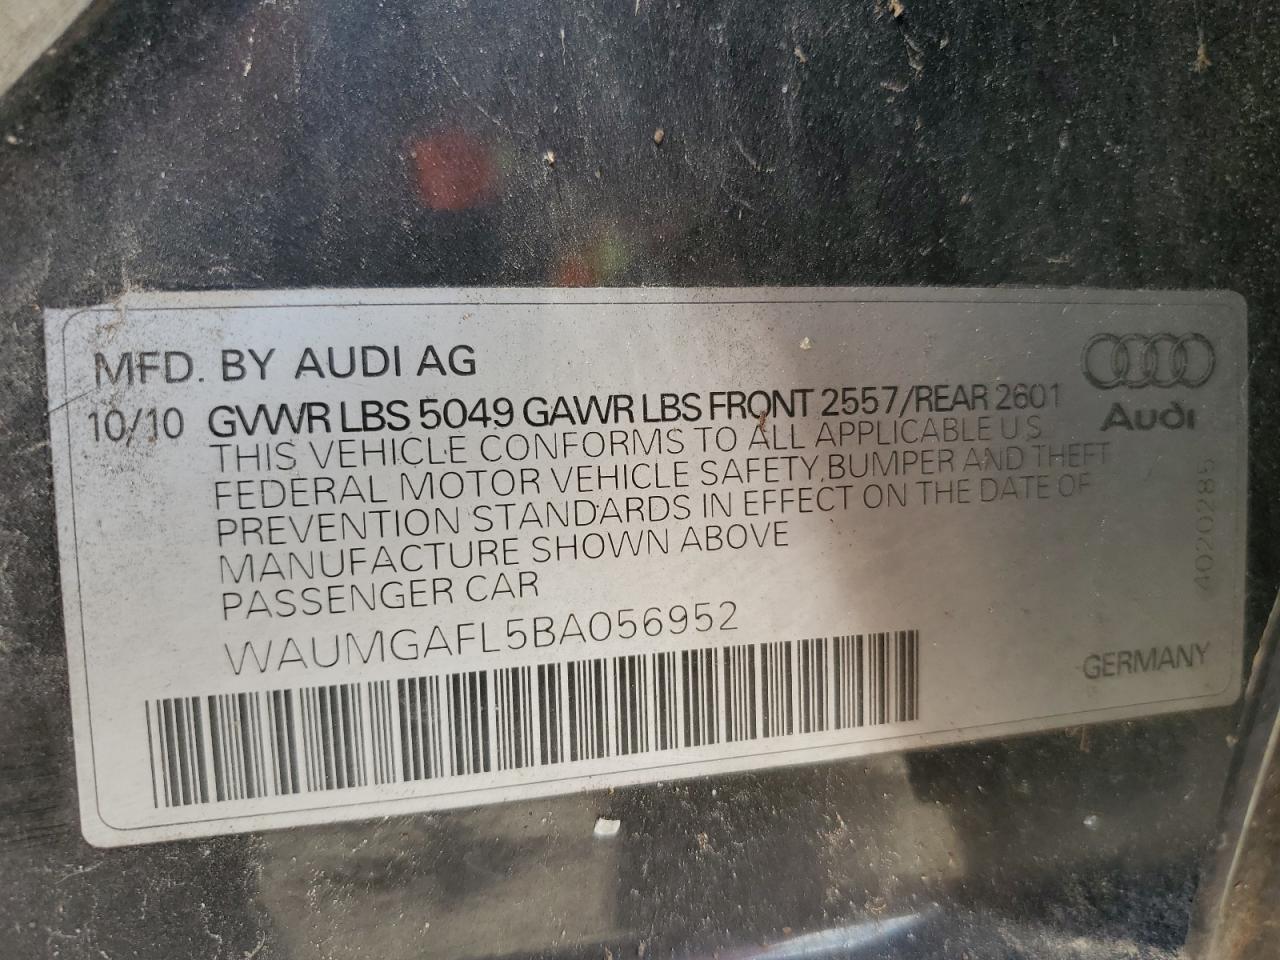 MFD. BY AUDI AG
10/10 GVWR LBS 5049 GAWR LBS FRONT 2557/REAR 2601
THIS VEHICLE CONFORMS TO ALL APPLICABLE U S
FEDERAL MOTOR VEHICLE SAFETY, BUMPER AND THEFT
PREVENTION STANDARDS IN EFFECT ON THE DATE OF
MANUFACTURE SHOWN ABOVE
PASSENGER CAR
WAUMGAFL5BA056952
Audi
4020285
GERMANY